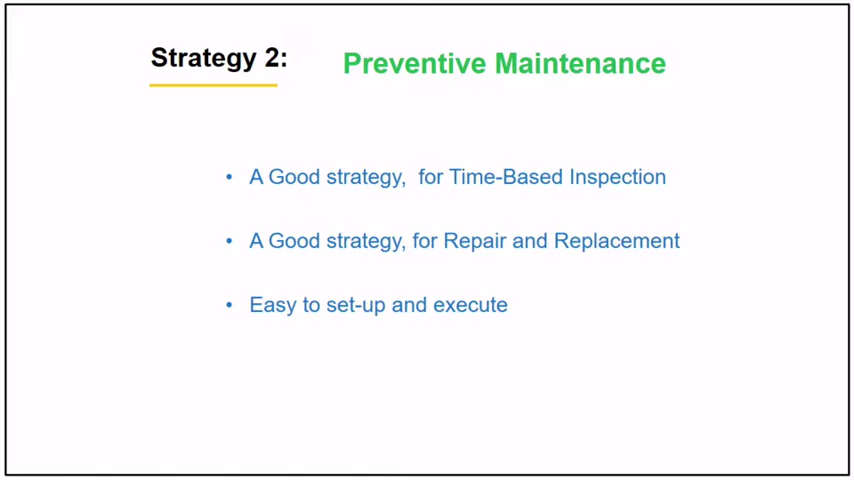 Strategy 2:
Preventive Maintenance
• A Good strategy, for Time-Based Inspection
• A Good strategy, for Repair and Replacement
• Easy to set-up and execute